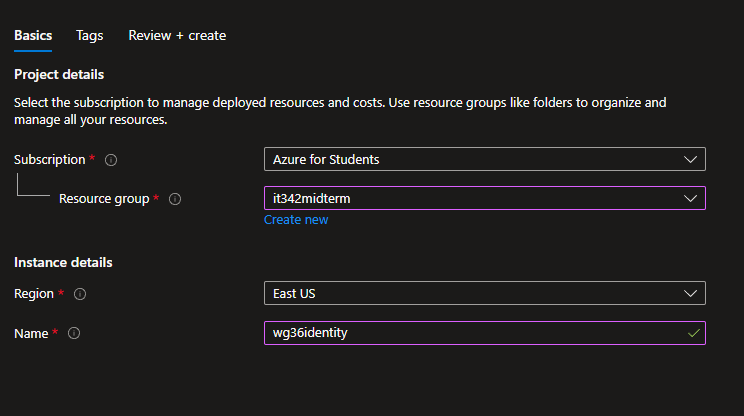 Basics Tags Review + create
Project details
Select the subscription to manage deployed resources and costs. Use resource groups like folders to organize and
manage all your resources.
Subscription * Azure for Students
Resource group * it342midterm
Create new
Instance details
Region * East US
Name * wg36identity